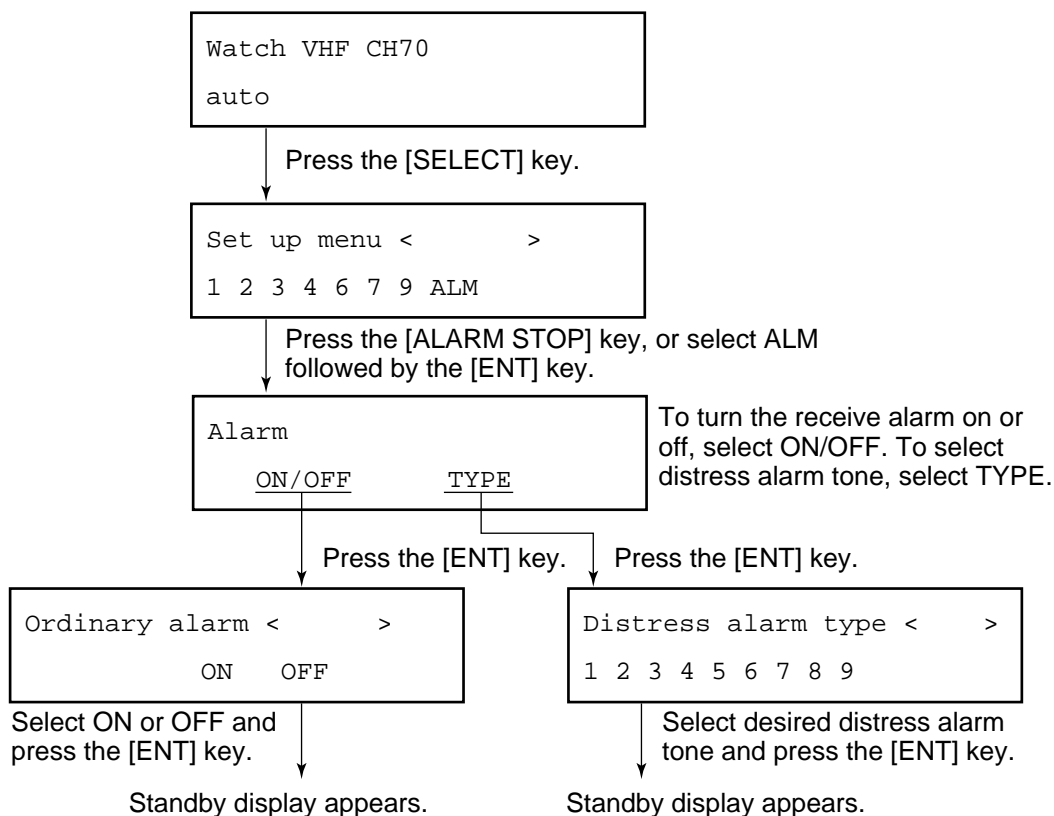 Watch VHF CH70
auto
Press the [SELECT] key.
Set up menu < >
1 2 3 4 6 7 9 ALM
Press the [ALARM STOP] key, or select ALM
followed by the [ENT] key.
Alarm
ON/OFF TYPE
To turn the receive alarm on or
off, select ON/OFF. To select
distress alarm tone, select TYPE.
Press the [ENT] key.
Press the [ENT] key.
Ordinary alarm < >
ON OFF
Select ON or OFF and
press the [ENT] key.
Standby display appears.
Distress alarm type < >
1 2 3 4 5 6 7 8 9
Select desired distress alarm
tone and press the [ENT] key.
Standby display appears.